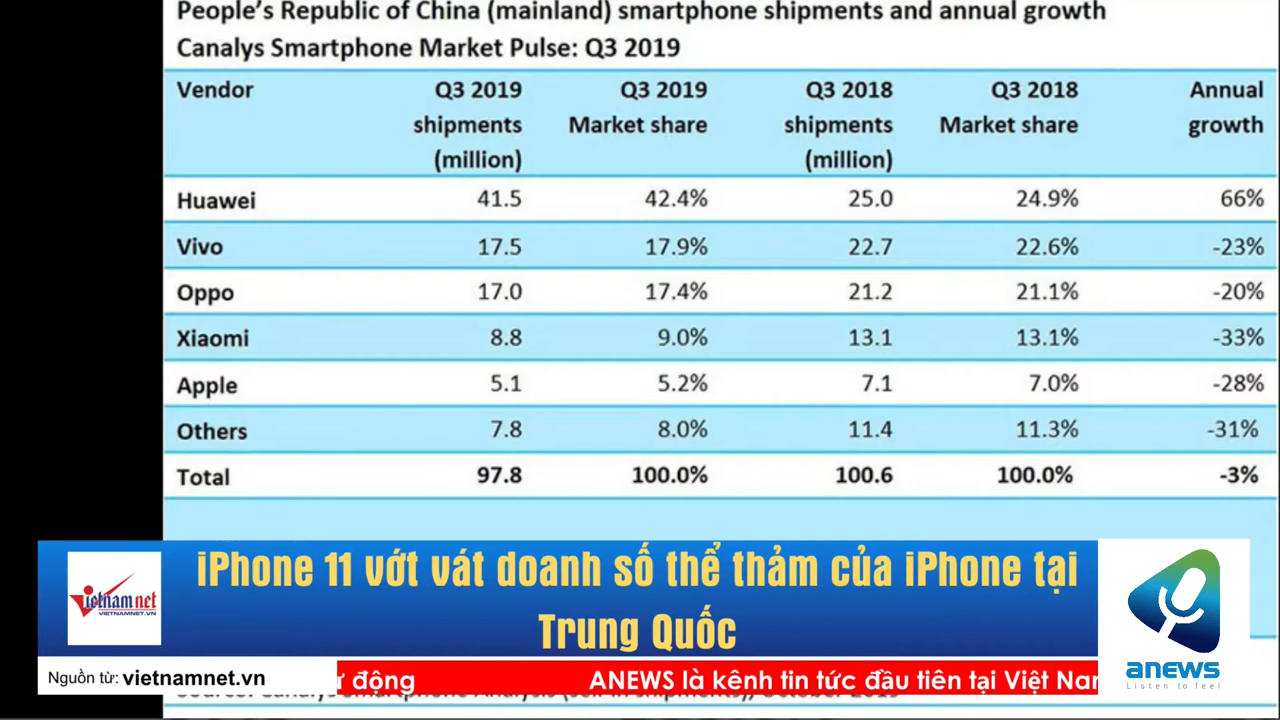 People's Republic of China (mainland) smartphone shipments and annual growth
Canalys Smartphone Market Pulse: Q3 2019
Vendor Q3 2019 shipments (million) Q3 2019 Market share Q3 2018 shipments (million) Q3 2018 Market share Annual growth
Huawei 41.5 42.4% 25.0 24.9% 66%
Vivo 17.5 17.9% 22.7 22.6% -23%
Oppo 17.0 17.4% 21.2 21.1% -20%
Xiaomi 8.8 9.0% 13.1 13.1% -33%
Apple 5.1 5.2% 7.1 7.0% -28%
Others 7.8 8.0% 11.4 11.3% -31%
Total 97.8 100.0% 100.6 100.0% -3%
iPhone 11 vớt vát doanh số thể thảm của iPhone tại
Trung Quốc
Vietnamnet
VIETNAMNET.VN
anews
Listen to feel
Nguồn từ: vietnamnet.vn
động ANEWS là kênh tin tức đầu tiên tại Việt